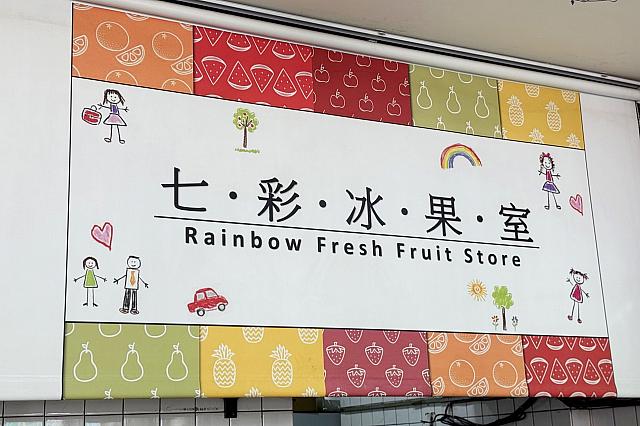 七·彩·冰·果·室
Rainbow Fresh Fruit Store